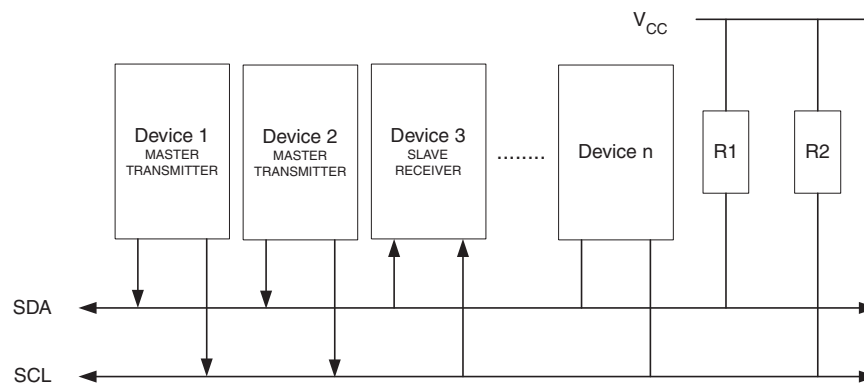 VCC
Device 1
MASTER
TRANSMITTER
Device 2
MASTER
TRANSMITTER
Device 3
SLAVE
RECEIVER
........
Device n
R1
R2
SDA
SCL